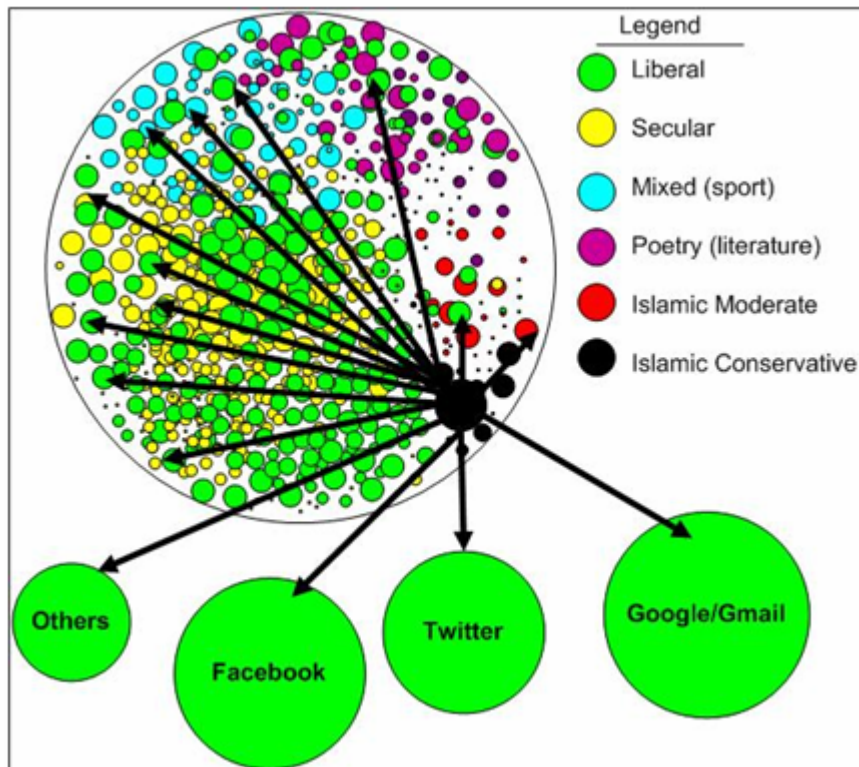 Legend
Liberal
Secular
Mixed (sport)
Poetry (literature)
Islamic Moderate
Islamic Conservative
Others
Facebook
Twitter
Google/Gmail